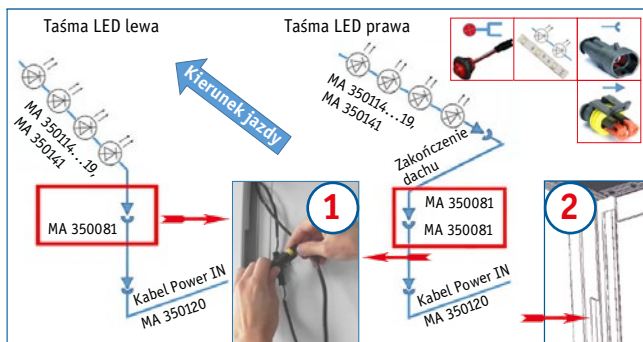 Taśma LED lewa
Taśma LED prawa
Kierunek jazdy
MA 350114...19,
MA 350141
MA 350114...19,
MA 350141
Zakończenie
dachu
MA 350081
MA 350081
MA 350081
1
2
Kabel Power IN
MA 350120
Kabel Power IN
MA 350120